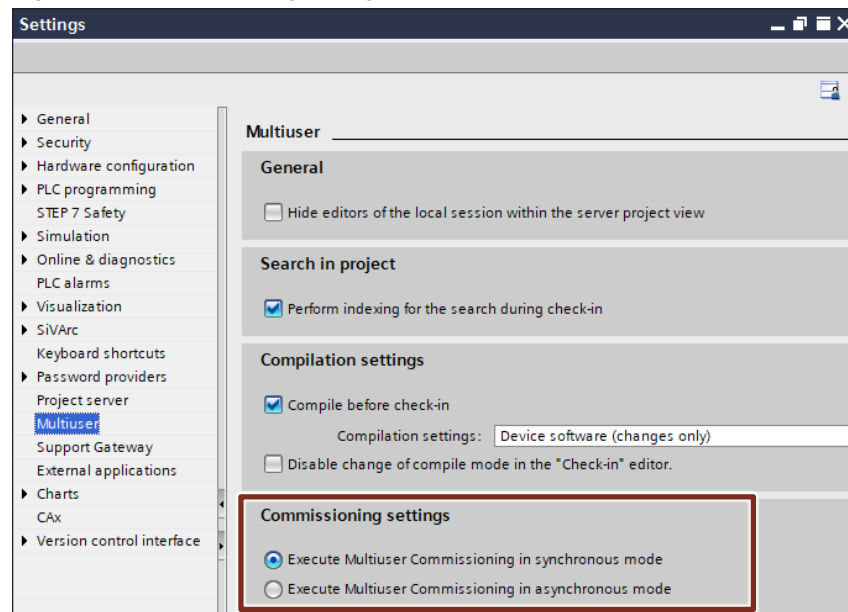 Settings
General
Security
Hardware configuration
PLC programming
STEP 7 Safety
Simulation
Online & diagnostics
PLC alarms
Visualization
SiVArc
Keyboard shortcuts
Password providers
Project server
Multiuser
Support Gateway
External applications
Charts
CAx
Version control interface
Multiuser
General
Hide editors of the local session within the server project view
Search in project
Perform indexing for the search during check-in
Compilation settings
Compile before check-in
Compilation settings: Device software (changes only)
Disable change of compile mode in the "Check-in" editor.
Commissioning settings
Execute Multiuser Commissioning in synchronous mode
Execute Multiuser Commissioning in asynchronous mode